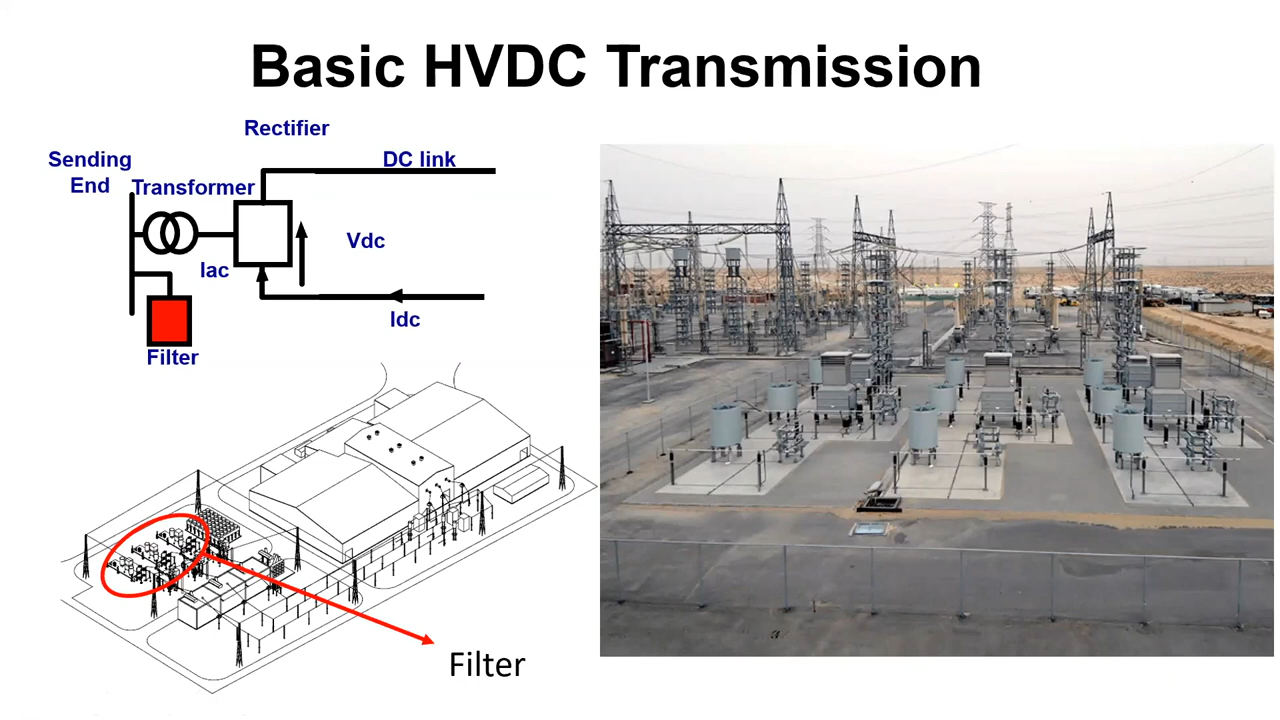 Basic HVDC Transmission
Rectifier
Sending
End
DC link
Transformer
Vdc
Iac
Idc
Filter
Filter